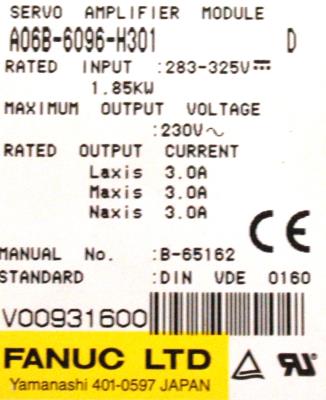 SERVO AMPLIFIER MODULE
A06B-6096-H301 D
RATED INPUT :283-325V⎓
1.85KW
MAXIMUM OUTPUT VOLTAGE
:230V～
RATED OUTPUT CURRENT
Laxis 3.0A
Maxis 3.0A
Naxis 3.0A
CE
MANUAL No. :B-65162
STANDARD :DIN VDE 0160
V00931600
FANUC LTD
Yamanashi 401-0597 JAPAN